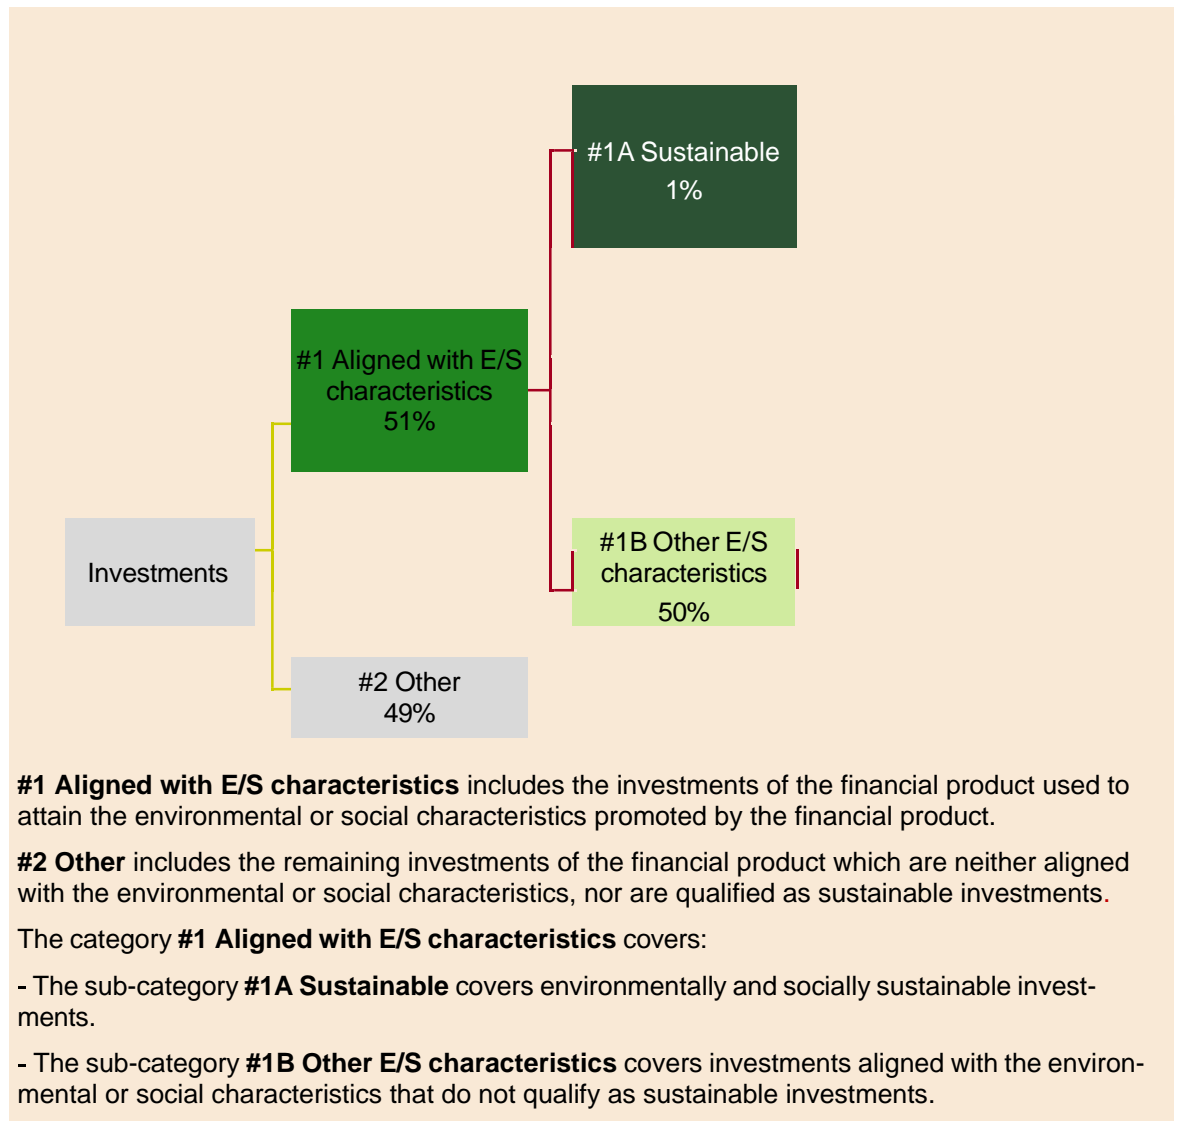 #1A Sustainable
1%
#1 Aligned with E/S
characteristics
51%
#1B Other E/S
characteristics
50%
Investments
#2 Other
49%
#1 Aligned with E/S characteristics includes the investments of the financial product used to
attain the environmental or social characteristics promoted by the financial product.
#2 Other includes the remaining investments of the financial product which are neither aligned
with the environmental or social characteristics, nor are qualified as sustainable investments.
The category #1 Aligned with E/S characteristics covers:
- The sub-category #1A Sustainable covers environmentally and socially sustainable invest-
ments.
- The sub-category #1B Other E/S characteristics covers investments aligned with the environ-
mental or social characteristics that do not qualify as sustainable investments.